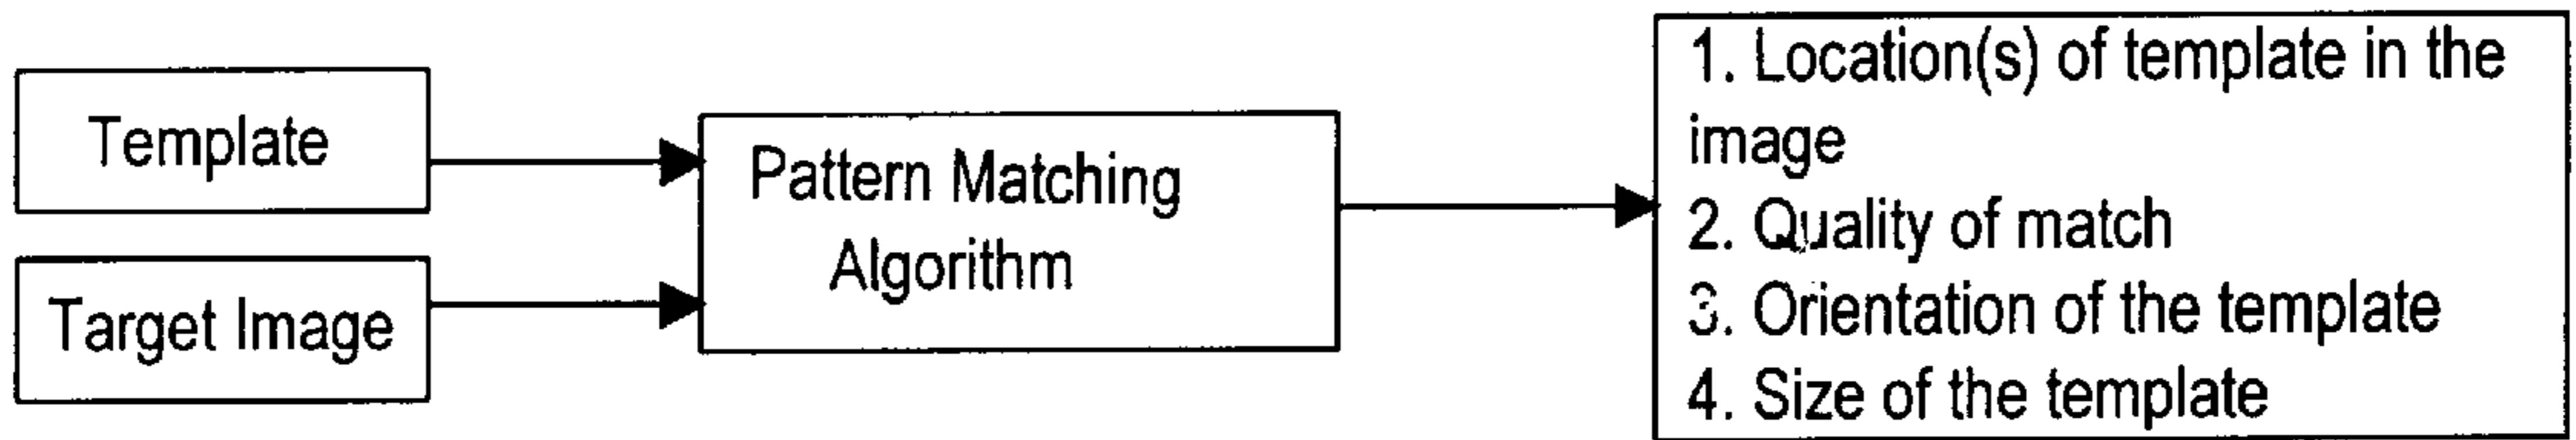 Template
Target Image
Pattern Matching
Algorithm
1. Location(s) of template in the
image
2. Quality of match
3. Orientation of the template
4. Size of the template